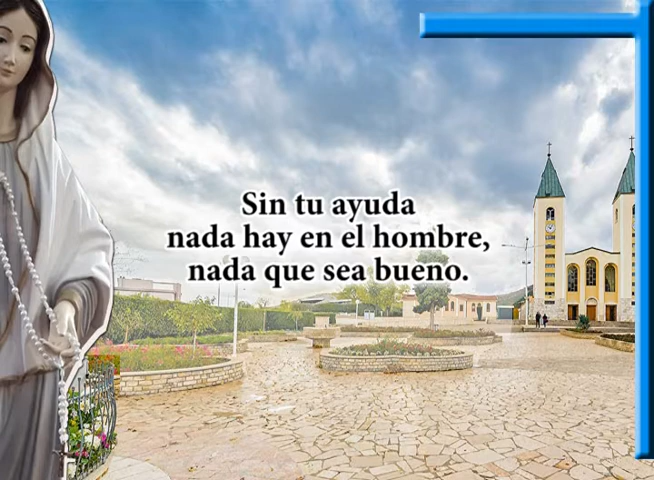 Sin tu ayuda
nada hay en el hombre,
nada que sea bueno.